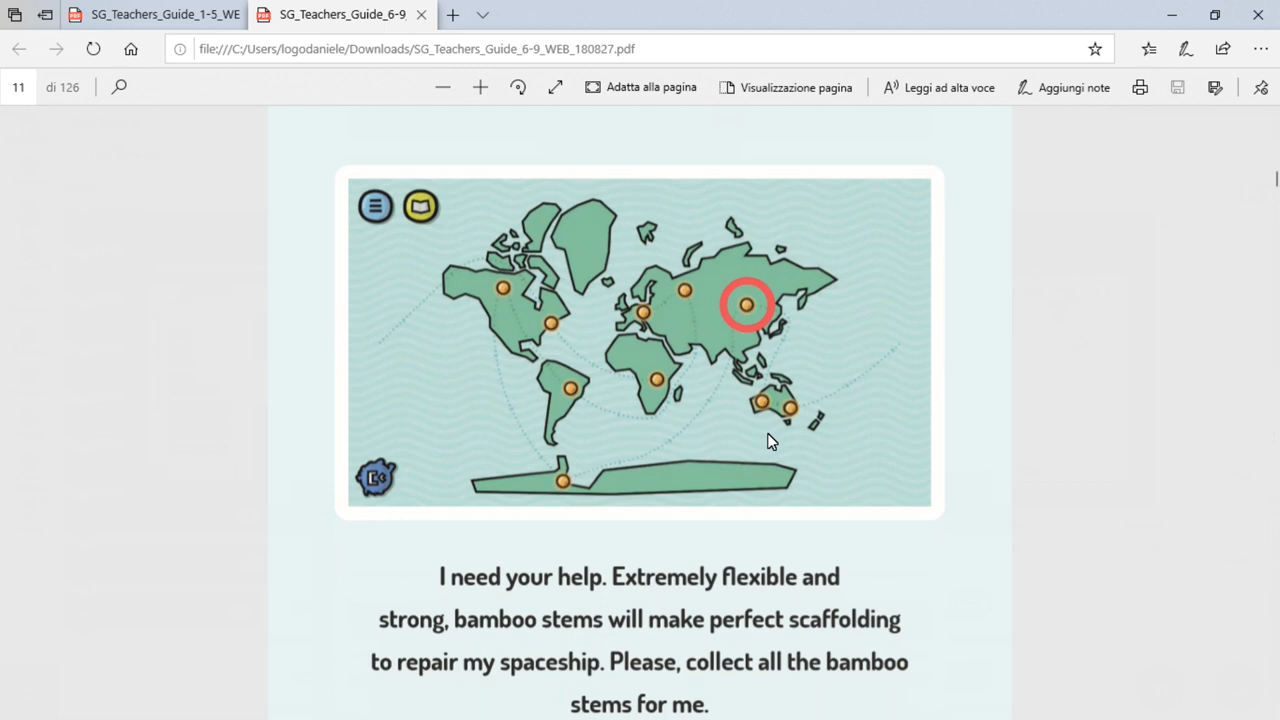 SG_Teachers_Guide_1-5_WE
SG_Teachers_Guide_6-9_
file:///C:/Users/logodaniele/Downloads/SG_Teachers_Guide_6-9_WEB_180827.pdf
11 di 126 Adatta alla pagina Visualizzazione pagina Leggi ad alta voce Aggiungi note
I need your help. Extremely flexible and
strong, bamboo stems will make perfect scaffolding
to repair my spaceship. Please, collect all the bamboo
stems for me.